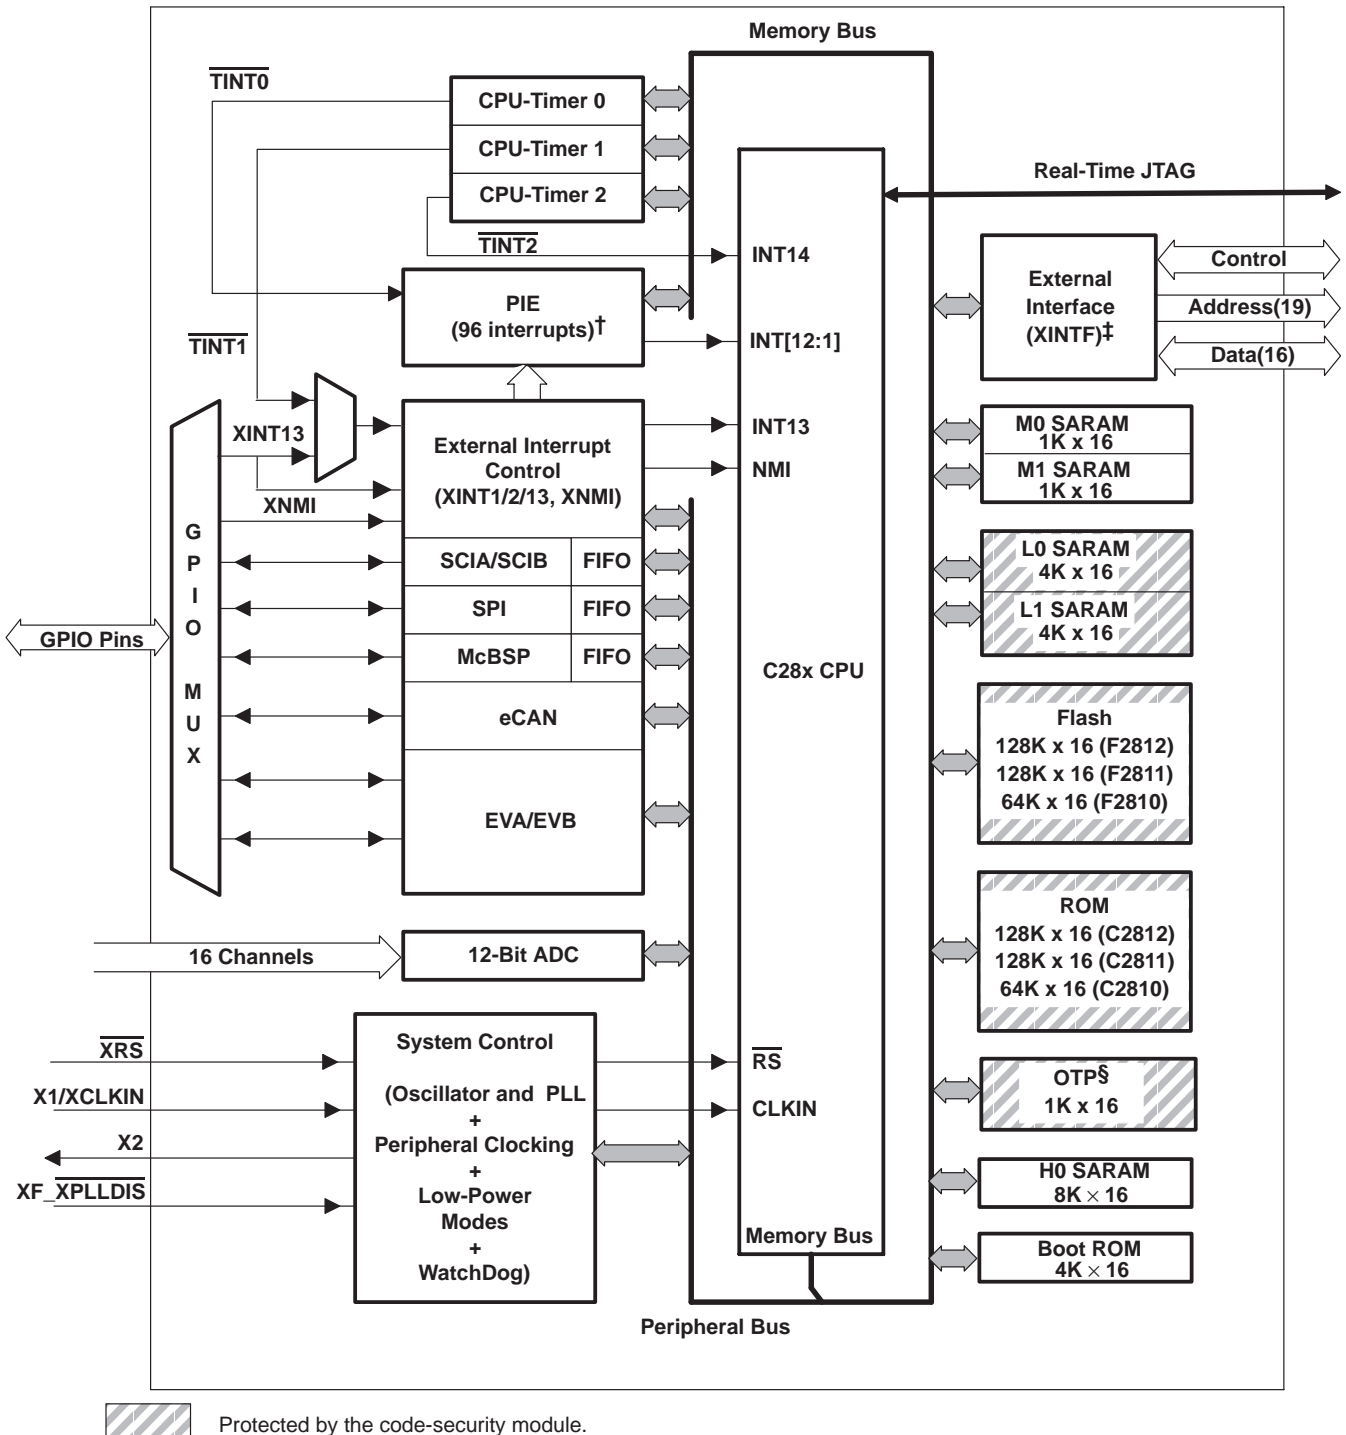 Memory Bus
TINT0
CPU-Timer 0
CPU-Timer 1
CPU-Timer 2
TINT2
INT14
Real-Time JTAG
PIE
(96 interrupts)†
INT[12:1]
TINT1
External
Interface
(XINTF)‡
Control
Address(19)
Data(16)
XINT13
XNMI
External Interrupt
Control
(XINT1/2/13, XNMI)
INT13
NMI
M0 SARAM
1K x 16
M1 SARAM
1K x 16
L0 SARAM
4K x 16
L1 SARAM
4K x 16
GPIO Pins
G
P
I
O
M
U
X
SCIA/SCIB
FIFO
SPI
FIFO
McBSP
FIFO
eCAN
EVA/EVB
C28x CPU
Flash
128K x 16 (F2812)
128K x 16 (F2811)
64K x 16 (F2810)
16 Channels
12-Bit ADC
ROM
128K x 16 (C2812)
128K x 16 (C2811)
64K x 16 (C2810)
XRS
X1/XCLKIN
X2
XF_XPLLDIS
System Control
(Oscillator and PLL
+
Peripheral Clocking
+
Low-Power
Modes
+
WatchDog)
RS
CLKIN
OTP§
1K x 16
H0 SARAM
8K × 16
Boot ROM
4K × 16
Memory Bus
Peripheral Bus
Protected by the code-security module.